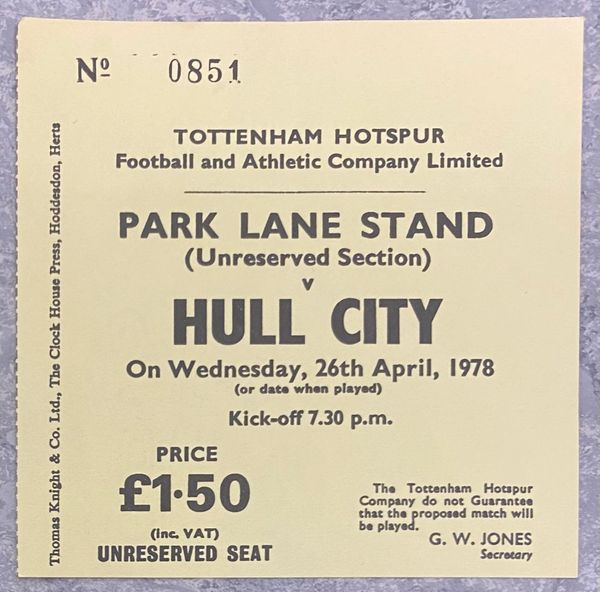 Nº 0851
TOTTENHAM HOTSPUR
Football and Athletic Company Limited
PARK LANE STAND
(Unreserved Section)
v
HULL CITY
On Wednesday, 26th April, 1978
(or date when played)
Kick-off 7.30 p.m.
PRICE
£1·50
(inc. VAT)
UNRESERVED SEAT
The Tottenham Hotspur
Company do not Guarantee
that the proposed match will
be played.
G. W. JONES
Secretary
Thomas Knight & Co. Ltd., The Clock House Press, Hoddesdon, Herts